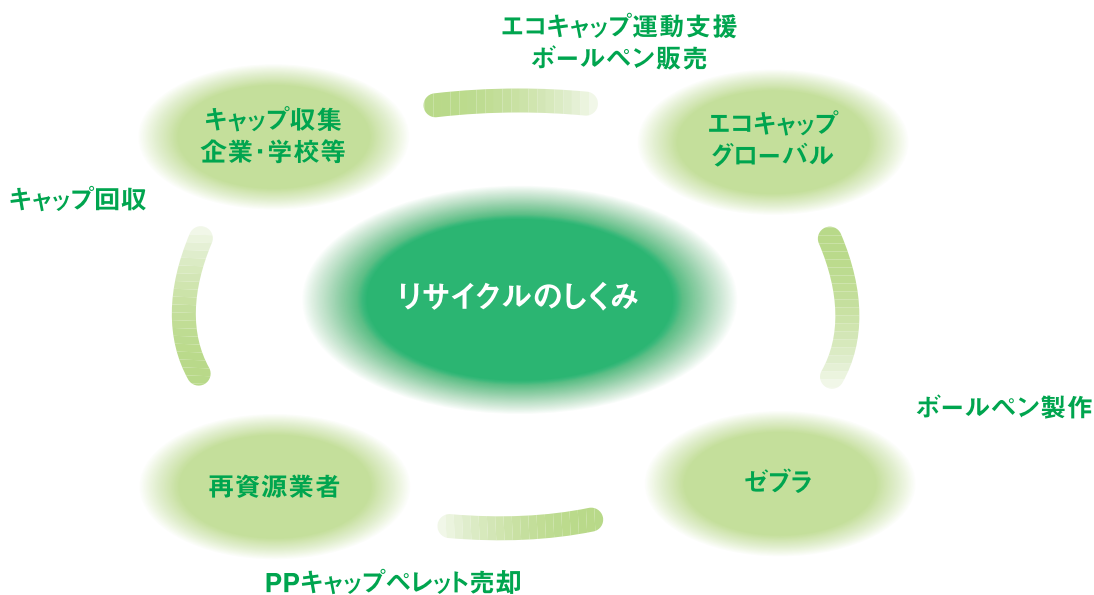 エコキャップ運動支援
ボールペン販売
キャップ収集
企業・学校等
エコキャップ
グローバル
キャップ回収
リサイクルのしくみ
ボールペン製作
再資源業者
ゼブラ
PPキャップペレット売却